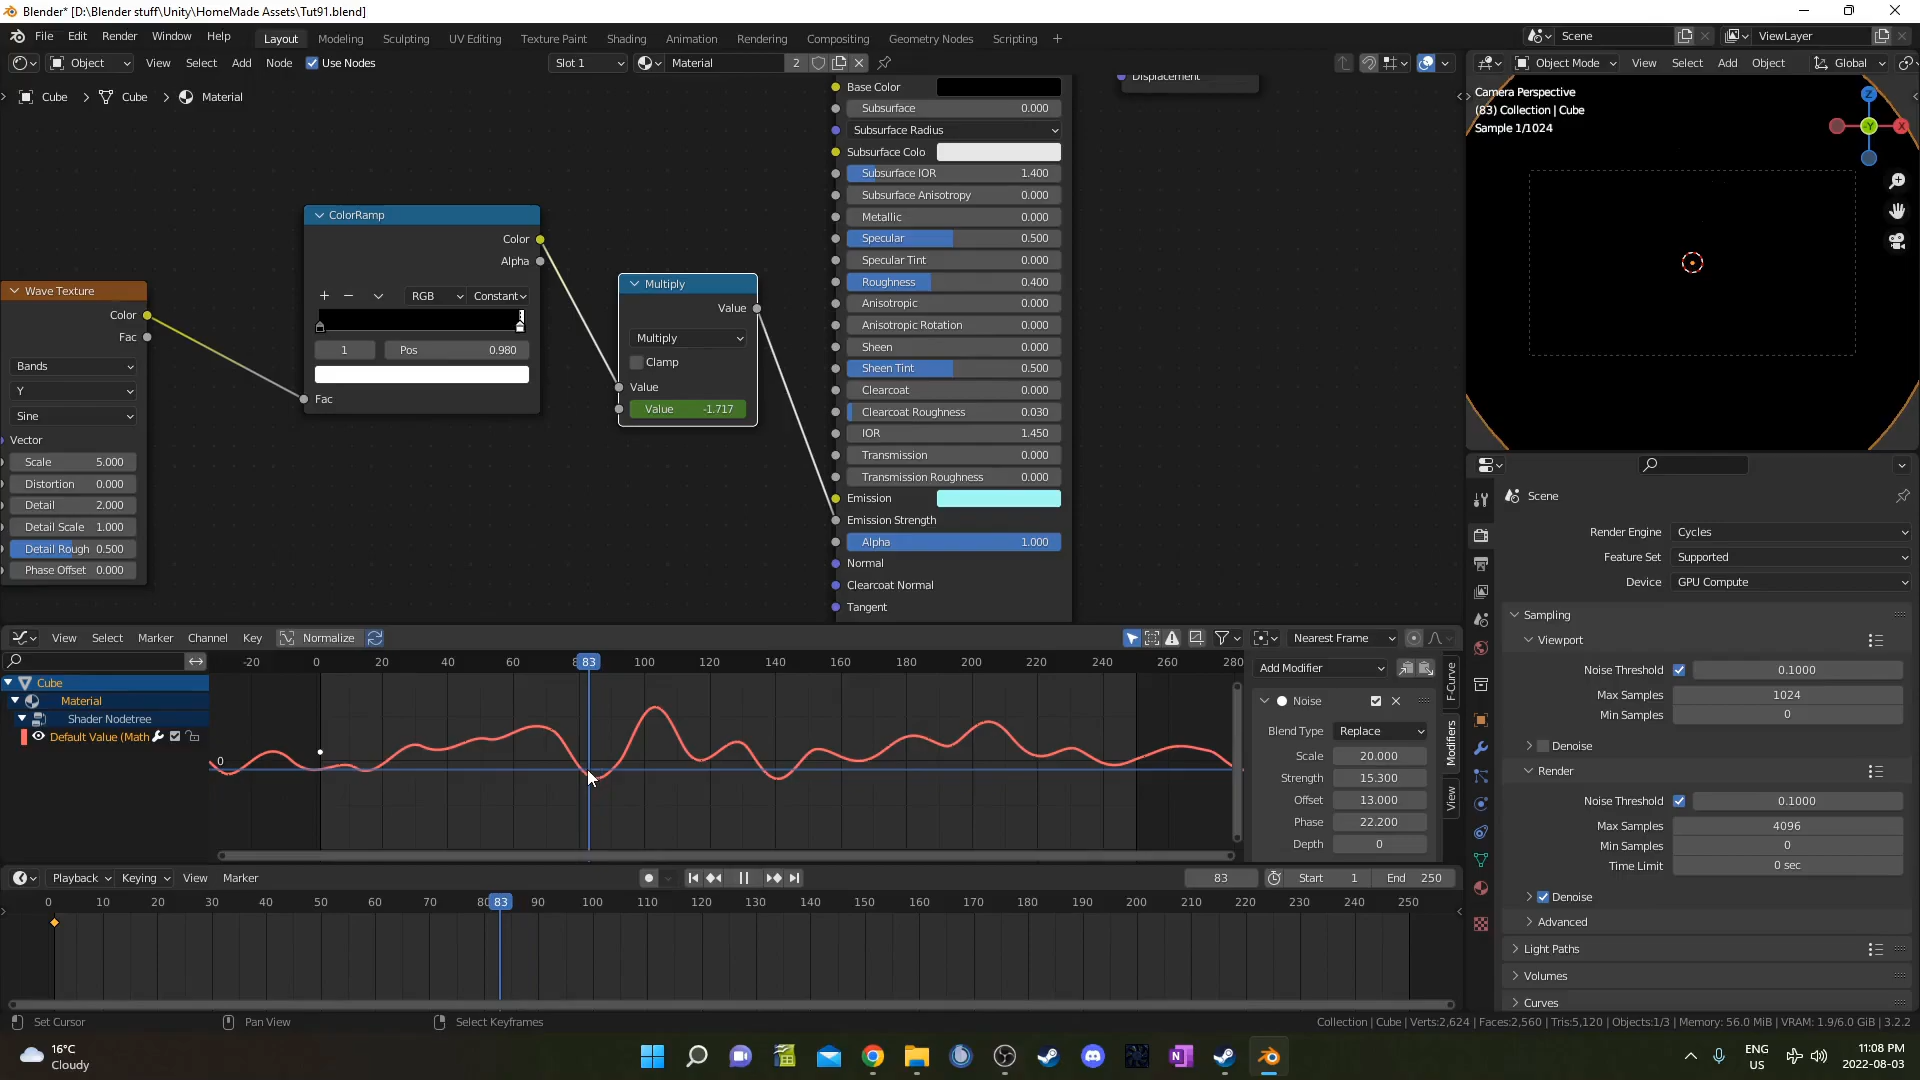 Blender* [D:\Blender stuff\Unity\HomeMade Assets\Tut91.blend]
File Edit Render Window Help Layout Modeling Sculpting UV Editing Texture Paint Shading Animation Rendering Compositing Geometry Nodes Scripting + Scene ViewLayer
Object View Select Add Object Node Use Nodes Slot 1 Material 2
Object Mode View Select Add Object Global
Cube > Cube > Material
Camera Perspective
(83) Collection | Cube
Sample 1/1024
Z
X
-Y
Displacement
Base Color
Subsurface 0.000
Subsurface Radius
Subsurface Colo
Subsurface IOR 1.400
Subsurface Anisotropy 0.000
Metallic 0.000
Specular 0.500
Specular Tint 0.000
Roughness 0.400
Anisotropic 0.000
Anisotropic Rotation 0.000
Sheen 0.000
Sheen Tint 0.500
Clearcoat 0.000
Clearcoat Roughness 0.030
IOR 1.450
Transmission 0.000
Transmission Roughness 0.000
Emission
Emission Strength
Alpha 1.000
Normal
Clearcoat Normal
Tangent
ColorRamp
Color
Alpha
+ − RGB Constant
1 Pos 0.980
Fac
Multiply
Value
Multiply
Clamp
Value
Value -1.717
Wave Texture
Color
Fac
Bands
Y
Sine
Vector
Scale 5.000
Distortion 0.000
Detail 2.000
Detail Scale 1.000
Detail Rough 0.500
Phase Offset 0.000
Scene
Render Engine Cycles
Feature Set Supported
Device GPU Compute
Sampling
Viewport
Noise Threshold 0.1000
Max Samples 1024
Min Samples 0
Denoise
Render
Noise Threshold 0.1000
Max Samples 4096
Min Samples 0
Time Limit 0 sec
Denoise
Advanced
Light Paths
Volumes
Curves
View Select Marker Channel Key Normalize Nearest Frame
-20 0 20 40 60 83 100 120 140 160 180 200 220 240 260 280
Cube
Material
Shader Nodetree
Default Value (Math
0
Add Modifier
Noise
Blend Type Replace
Scale 20.000
Strength 15.300
Offset 13.000
Phase 22.200
Depth 0
F-Curve
Modifiers
View
Playback Keying View Marker 83 Start 1 End 250
0 10 20 30 40 50 60 70 80 83 90 100 110 120 130 140 150 160 170 180 190 200 210 220 230 240 250
Set Cursor Pan View Select Keyframes Collection | Cube | Verts:2,624 | Faces:2,560 | Tris:5,120 | Objects:1/3 | Memory: 56.0 MiB | VRAM: 1.9/6.0 GiB | 3.2.2
16°C
Cloudy
ENG
US
11:08 PM
2022-08-03